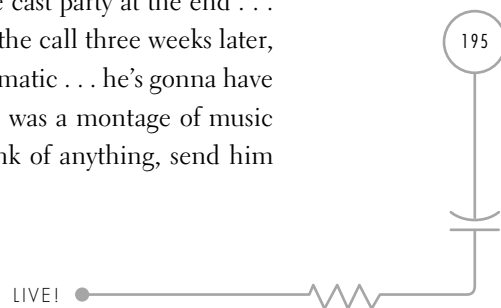 cast party at the end . . .
the call three weeks later,
matic . . . he's gonna have
was a montage of music
nk of anything, send him
195
LIVE!